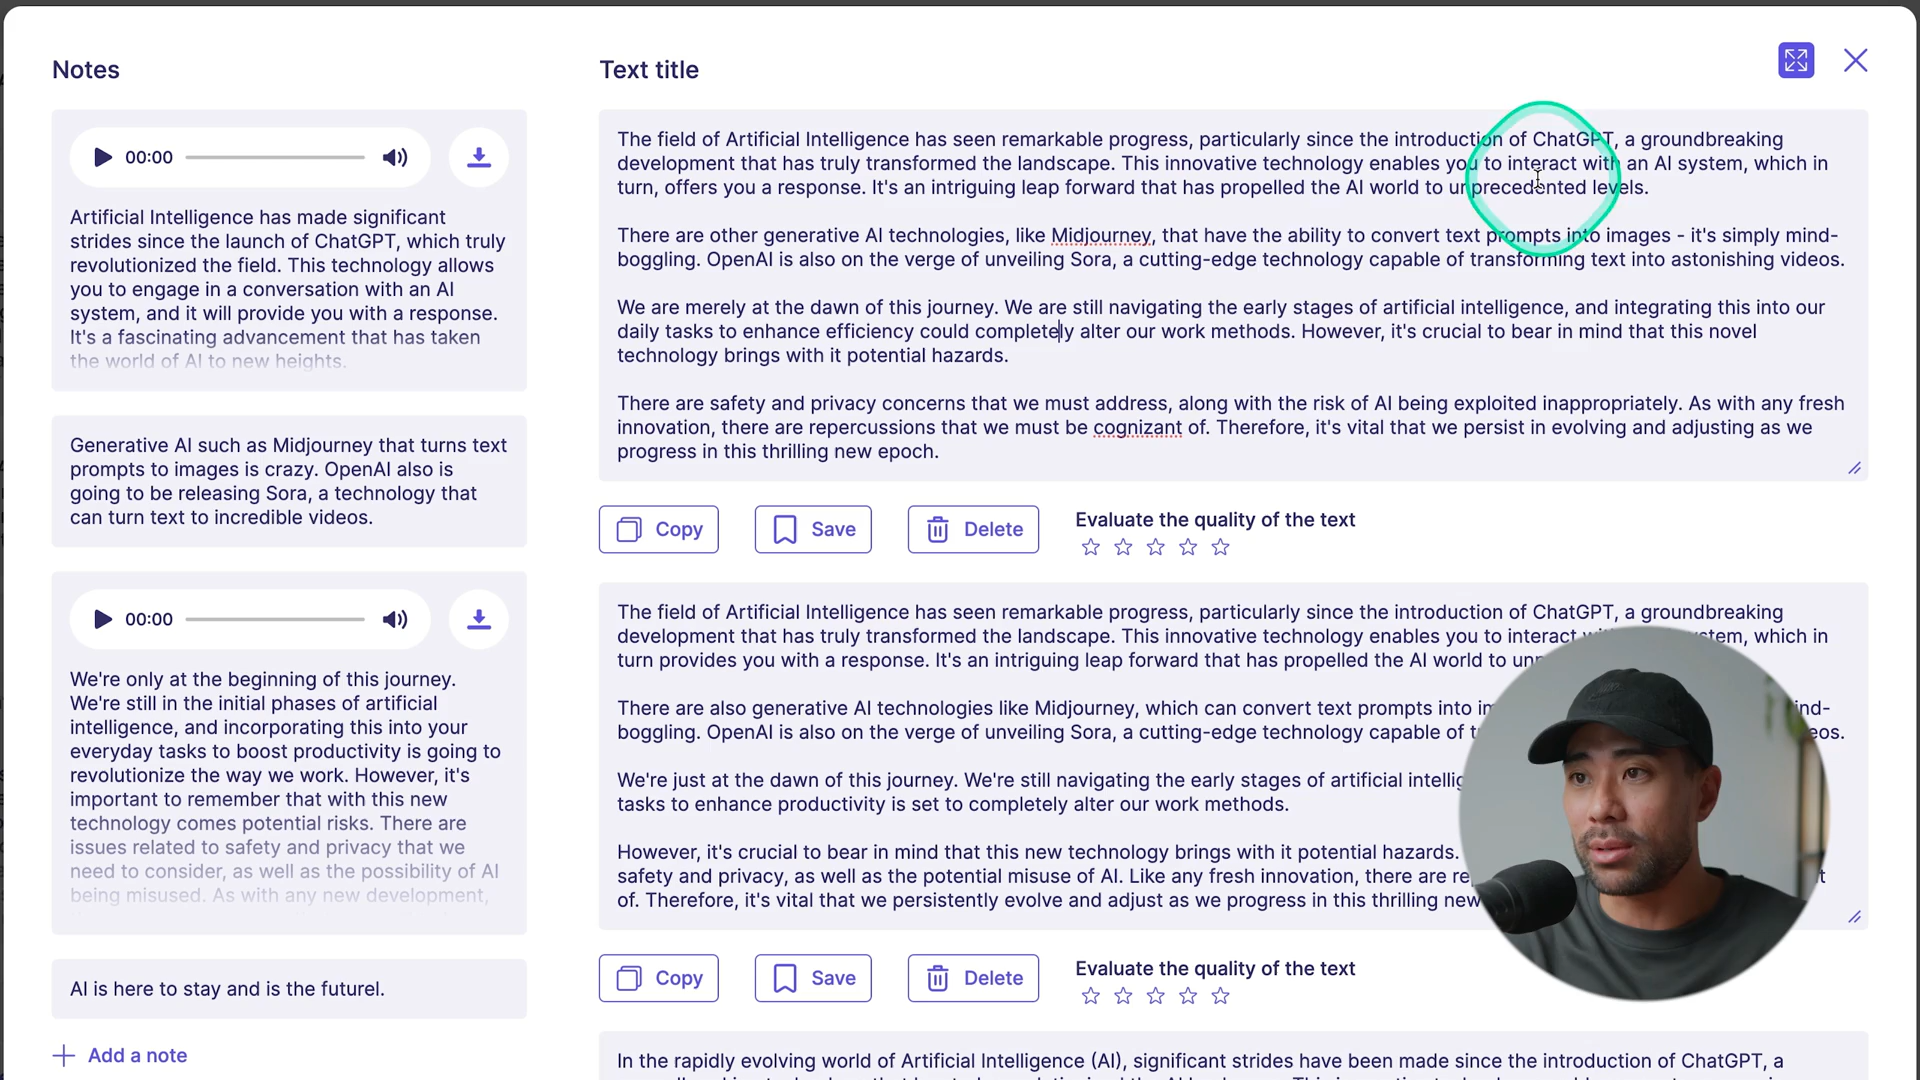 Notes
00:00
Artificial Intelligence has made significant
strides since the launch of ChatGPT, which truly
revolutionized the field. This technology allows
you to engage in a conversation with an AI
system, and it will provide you with a response.
It's a fascinating advancement that has taken
the world of AI to new heights.
Generative AI such as Midjourney that turns text
prompts to images is crazy. OpenAI also is
going to be releasing Sora, a technology that
can turn text to incredible videos.
00:00
We're only at the beginning of this journey.
We're still in the initial phases of artificial
intelligence, and incorporating this into your
everyday tasks to boost productivity is going to
revolutionize the way we work. However, it's
important to remember that with this new
technology comes potential risks. There are
issues related to safety and privacy that we
need to consider, as well as the possibility of AI
being misused. As with any new development,
AI is here to stay and is the futurel.
Add a note
Text title
The field of Artificial Intelligence has seen remarkable progress, particularly since the introduction of ChatGPT, a groundbreaking
development that has truly transformed the landscape. This innovative technology enables you to interact with an AI system, which in
turn, offers you a response. It's an intriguing leap forward that has propelled the AI world to unprecedented levels.
There are other generative AI technologies, like Midjourney, that have the ability to convert text prompts into images - it's simply mind-
boggling. OpenAI is also on the verge of unveiling Sora, a cutting-edge technology capable of transforming text into astonishing videos.
We are merely at the dawn of this journey. We are still navigating the early stages of artificial intelligence, and integrating this into our
daily tasks to enhance efficiency could completely alter our work methods. However, it's crucial to bear in mind that this novel
technology brings with it potential hazards.
There are safety and privacy concerns that we must address, along with the risk of AI being exploited inappropriately. As with any fresh
innovation, there are repercussions that we must be cognizant of. Therefore, it's vital that we persist in evolving and adjusting as we
progress in this thrilling new epoch.
Copy
Save
Delete
Evaluate the quality of the text
The field of Artificial Intelligence has seen remarkable progress, particularly since the introduction of ChatGPT, a groundbreaking
development that has truly transformed the landscape. This innovative technology enables you to interact system, which in
turn provides you with a response. It's an intriguing leap forward that has propelled the AI world to
There are also generative AI technologies like Midjourney, which can convert text prompts into
boggling. OpenAI is also on the verge of unveiling Sora, a cutting-edge technology capable of
We're just at the dawn of this journey. We're still navigating the early stages of artificial
tasks to enhance productivity is set to completely alter our work methods.
However, it's crucial to bear in mind that this new technology brings with it potential hazards.
safety and privacy, as well as the potential misuse of AI. Like any fresh innovation, there are
of. Therefore, it's vital that we persistently evolve and adjust as we progress in this thrilling new
Copy
Save
Delete
Evaluate the quality of the text
In the rapidly evolving world of Artificial Intelligence (AI), significant strides have been made since the introduction of ChatGPT, a